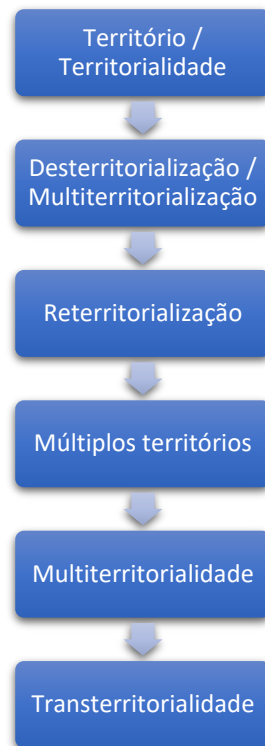 Território /
Territorialidade
Desterritorialização /
Multiterritorialização
Reterritorialização
Múltiplos territórios
Multiterritorialidade
Transterritorialidade